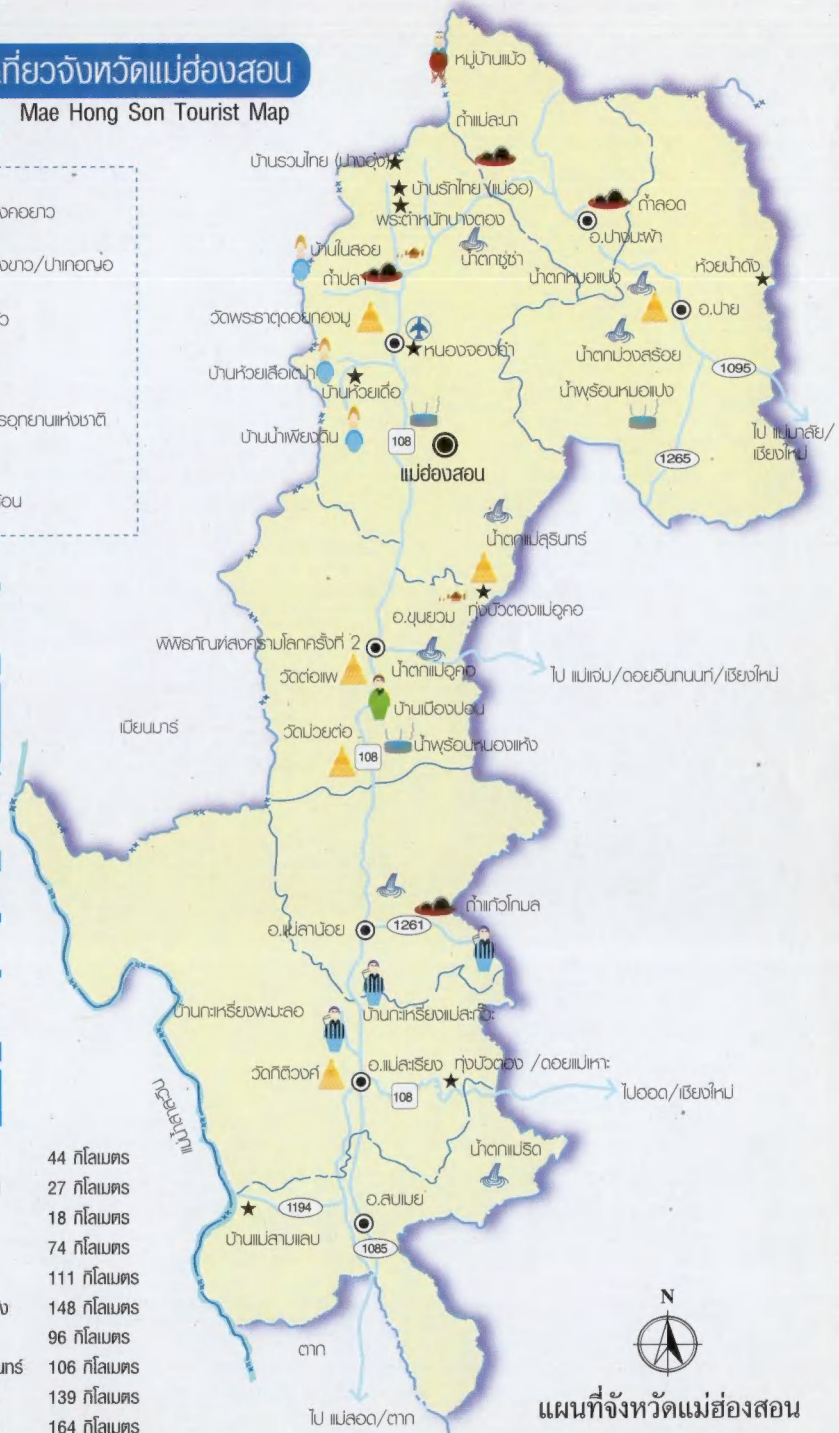 เที่ยวจังหวัดแม่ฮ่องสอน
Mae Hong Son Tourist Map
หมู่บ้านแม้ว
ถ้ำแม่ละนา
บ้านรวมไทย (ปางอุ๋ง)
บ้านรักไทย (แม่ออ)
พระตำหนักปางตอง
ถ้ำลอด
อ.ปางมะผ้า
บ้านในสอย
น้ำตกซู่ซ่า
ห้วยน้ำดัง
ถ้ำปลา
น้ำตกหมอแปง
อ.ปาย
วัดพระธาตุดอยกองมู
หนองจองคำ
น้ำตกม่วงสร้อย
บ้านห้วยเสือเฒ่า
บ้านห้วยเดื่อ
1095
น้ำพุร้อนหมอแปง
บ้านน้ำเพียงดิน
108
ไป แม่มาลัย/
เชียงใหม่
แม่ฮ่องสอน
1265
น้ำตกแม่สุรินทร์
อ.ขุนยวม
ทุ่งบัวตองแม่อูคอ
พิพิธภัณฑ์สงครามโลกครั้งที่ 2
น้ำตกแม่อูคอ
ไป แม่แจ่ม/ดอยอินทนนท์/เชียงใหม่
วัดต่อแพ
บ้านเมืองปอน
เมียนมาร์
วัดม่วยต่อ
น้ำพุร้อนหนองแห้ง
108
ถ้ำแก้วโกมล
อ.แม่ลาน้อย
1261
บ้านกะเหรี่ยงพะมะลอ
บ้านกะเหรี่ยงแม่ละก๊ะ
วัดกิติวงศ์
อ.แม่สะเรียง
ทุ่งบัวตอง /ดอยแม่เหาะ
108
ไปฮอด/เชียงใหม่
แม่น้ำสาละวิน
น้ำตกแม่ริด
1194
อ.สบเมย
บ้านแม่สามแลบ
1085
ตาก
ไป แม่สอด/ตาก
N
แผนที่จังหวัดแม่ฮ่องสอน
งคอยาว
งขาว/ปาเกอญอ
รอุทยานแห่งชาติ
44 กิโลเมตร
27 กิโลเมตร
18 กิโลเมตร
74 กิโลเมตร
111 กิโลเมตร
148 กิโลเมตร
96 กิโลเมตร
106 กิโลเมตร
139 กิโลเมตร
164 กิโลเมตร